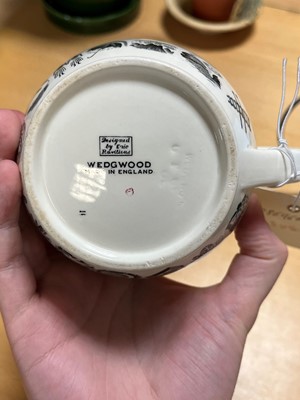 Designed
by Eric
Ravilious
WEDGWOOD
IN ENGLAND